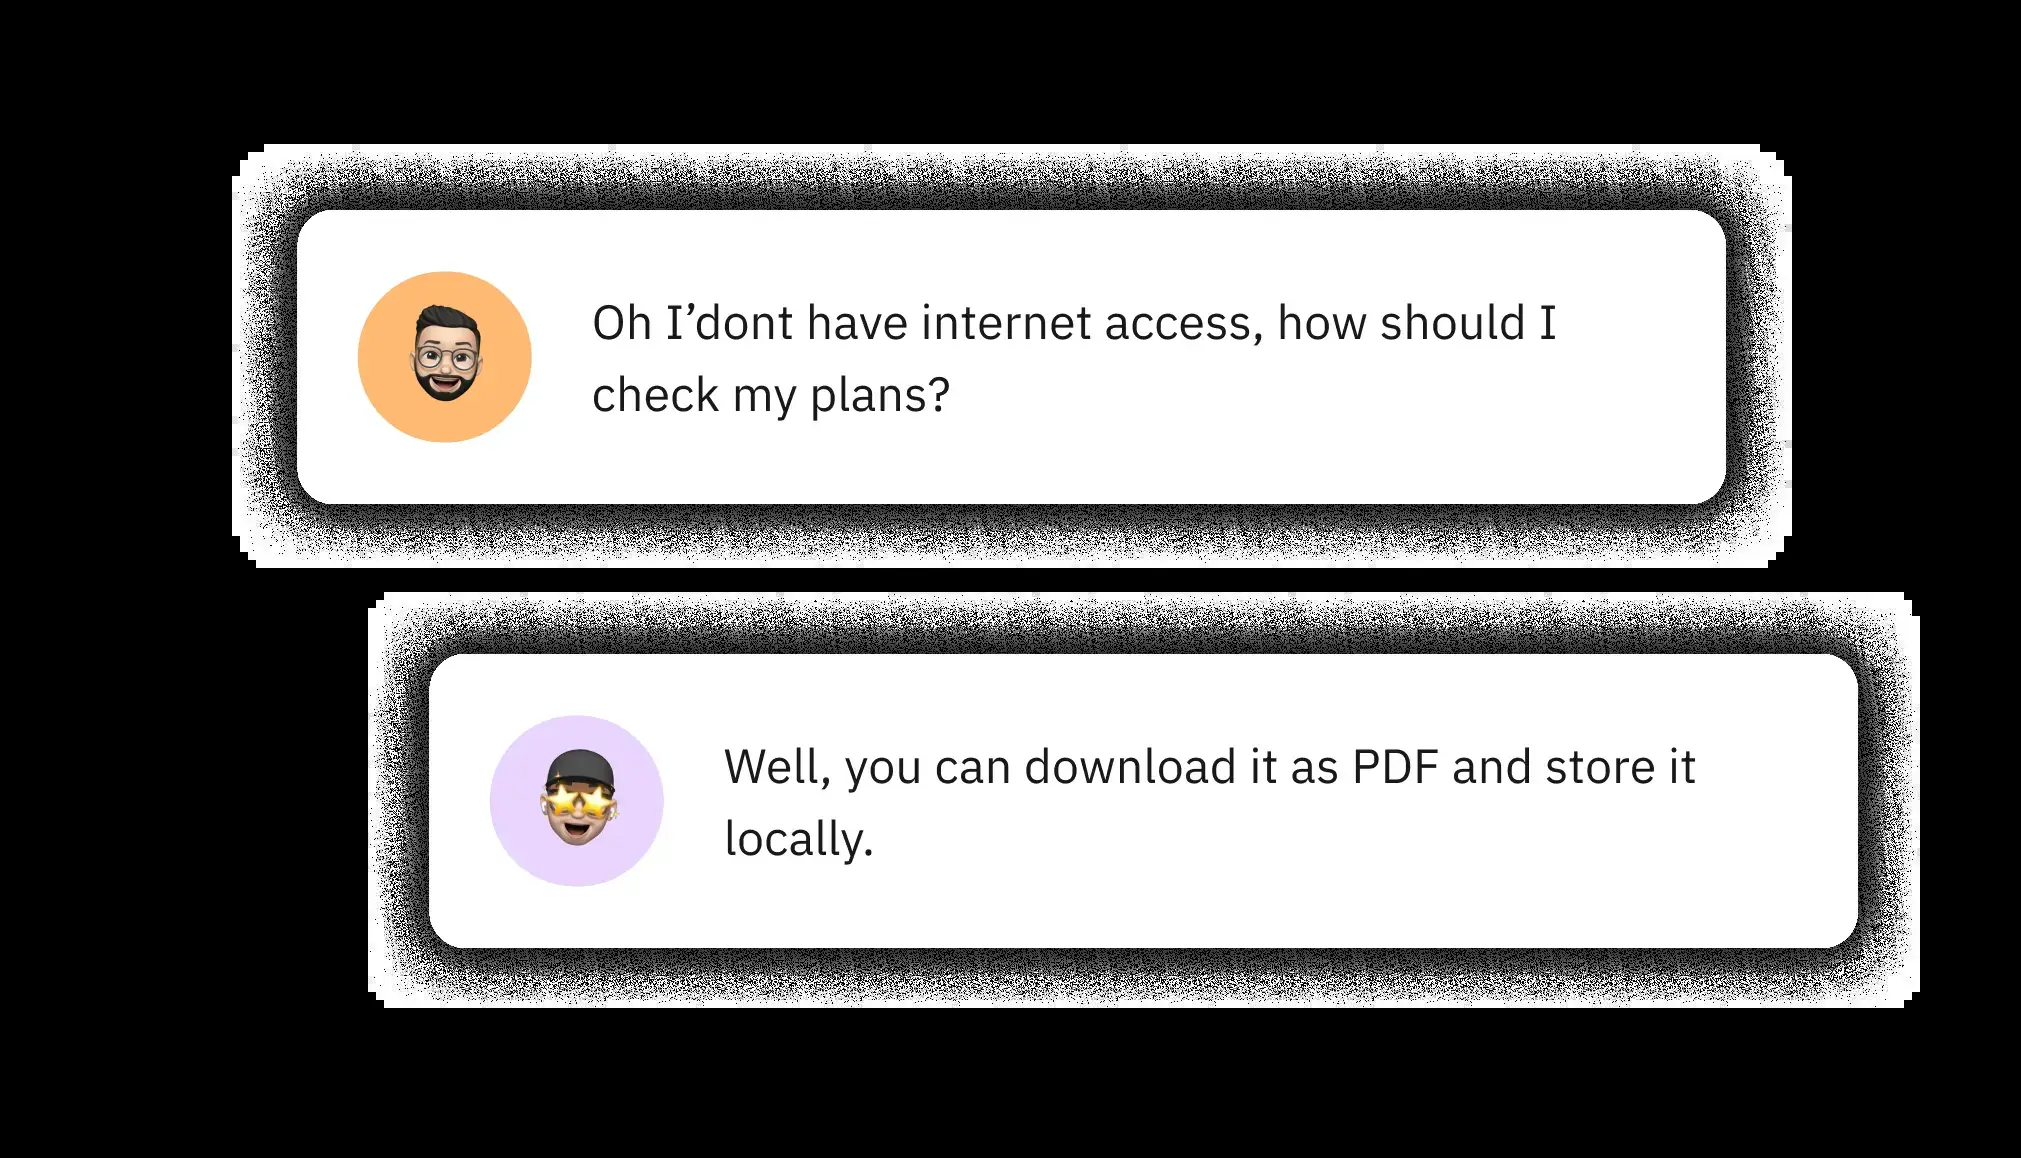 Oh I’dont have internet access, how should I
check my plans?
Well, you can download it as PDF and store it
locally.